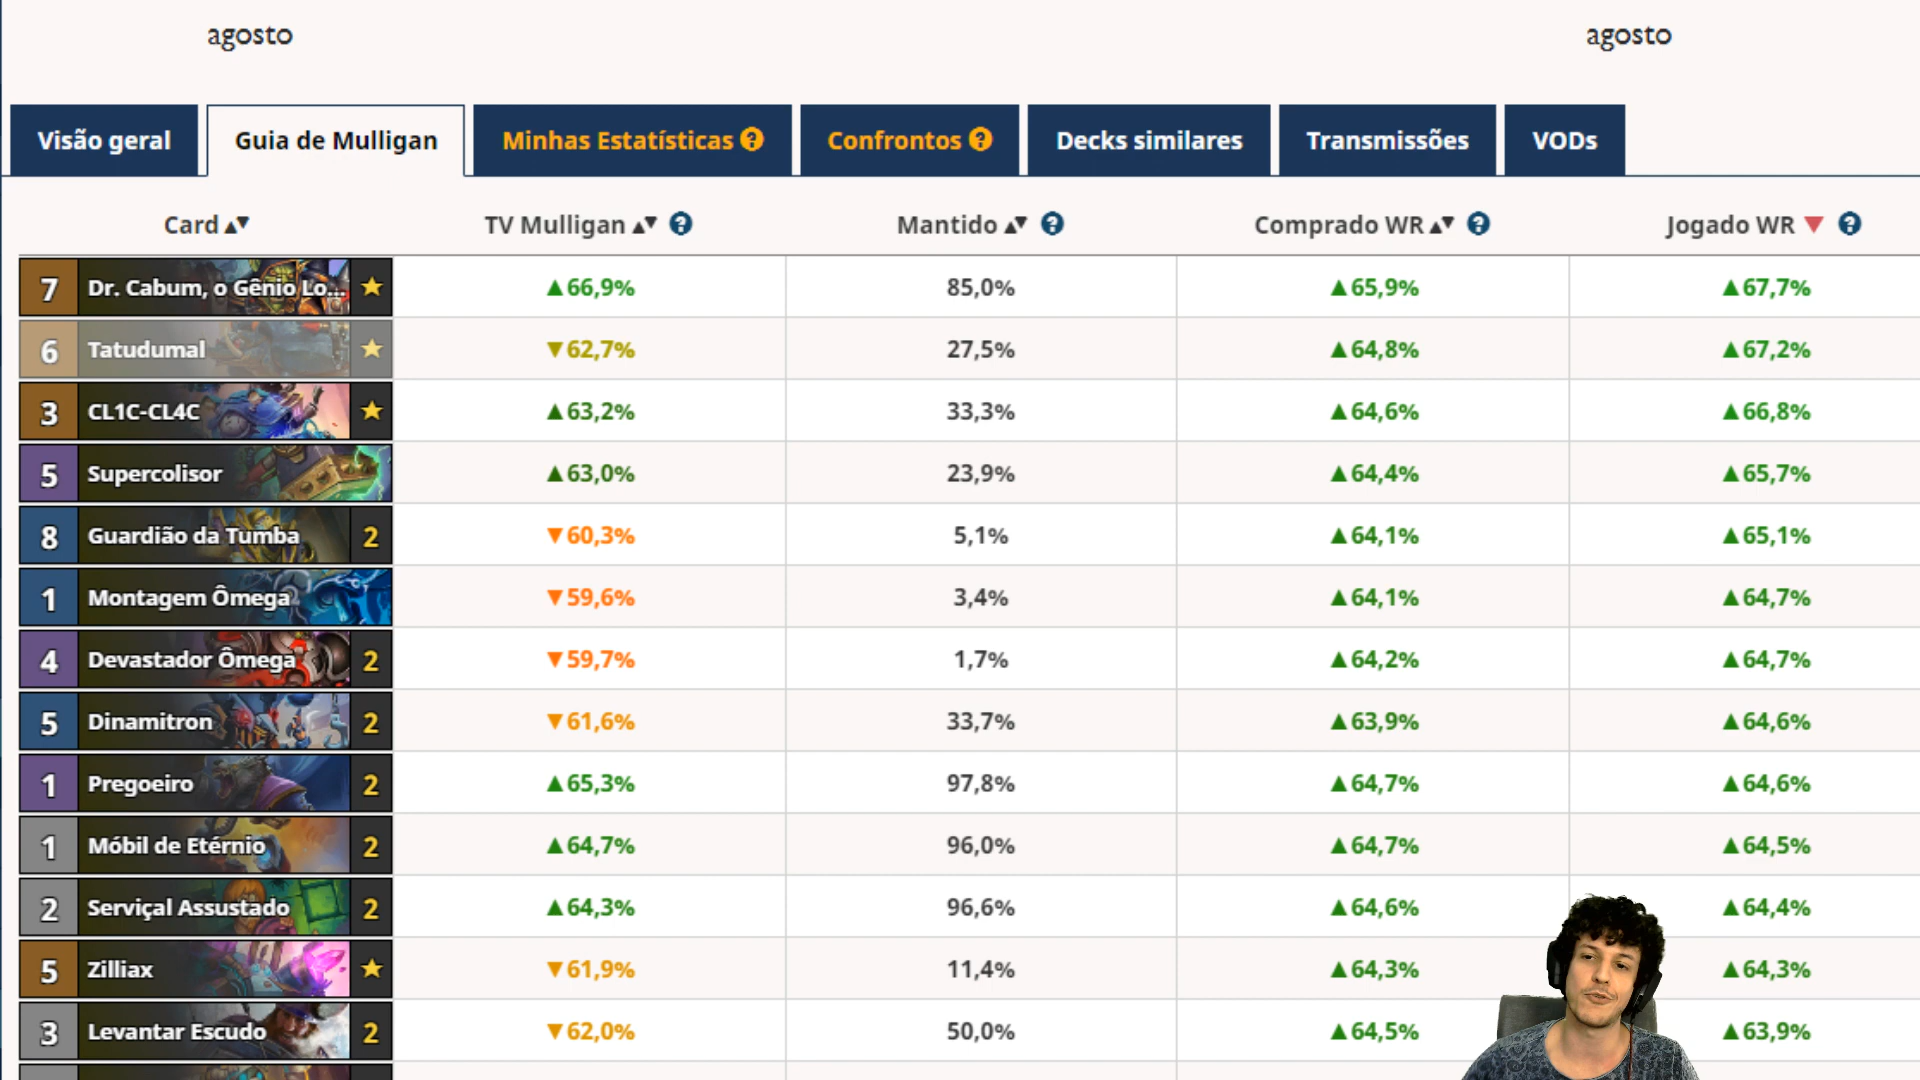 agosto agosto
Visão geral Guia de Mulligan Minhas Estatísticas ? Confrontos ? Decks similares Transmissões VODs
Card ▲▼ TV Mulligan ▲▼ ? Mantido ▲▼ ? Comprado WR ▲▼ ? Jogado WR ▼ ?
7 Dr. Cabum, o Gênio Lo... ★ ▲66,9% 85,0% ▲65,9% ▲67,7%
6 Tatudumal ★ ▼62,7% 27,5% ▲64,8% ▲67,2%
3 CL1C-CL4C ★ ▲63,2% 33,3% ▲64,6% ▲66,8%
5 Supercolisor ▲63,0% 23,9% ▲64,4% ▲65,7%
8 Guardião da Tumba 2 ▼60,3% 5,1% ▲64,1% ▲65,1%
1 Montagem Ômega ▼59,6% 3,4% ▲64,1% ▲64,7%
4 Devastador Ômega 2 ▼59,7% 1,7% ▲64,2% ▲64,7%
5 Dinamitron 2 ▼61,6% 33,7% ▲63,9% ▲64,6%
1 Pregoeiro 2 ▲65,3% 97,8% ▲64,7% ▲64,6%
1 Móbil de Etérnio 2 ▲64,7% 96,0% ▲64,7% ▲64,5%
2 Serviçal Assustado 2 ▲64,3% 96,6% ▲64,6% ▲64,4%
5 Zilliax ★ ▼61,9% 11,4% ▲64,3% ▲64,3%
3 Levantar Escudo 2 ▼62,0% 50,0% ▲64,5% ▲63,9%